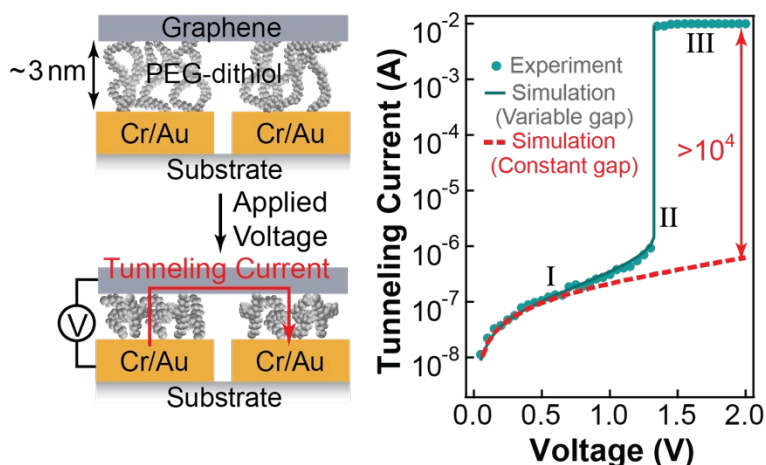 Graphene
~3 nm
PEG-dithiol
Cr/Au
Cr/Au
Substrate
Applied
Voltage
Tunneling Current
V
Cr/Au
Cr/Au
Substrate
Tunneling Current (A)
10⁻²
10⁻³
10⁻⁴
10⁻⁵
10⁻⁶
10⁻⁷
10⁻⁸
III
Experiment
Simulation
(Variable gap)
Simulation
(Constant gap)
>10⁴
II
I
0.0 0.5 1.0 1.5 2.0
Voltage (V)